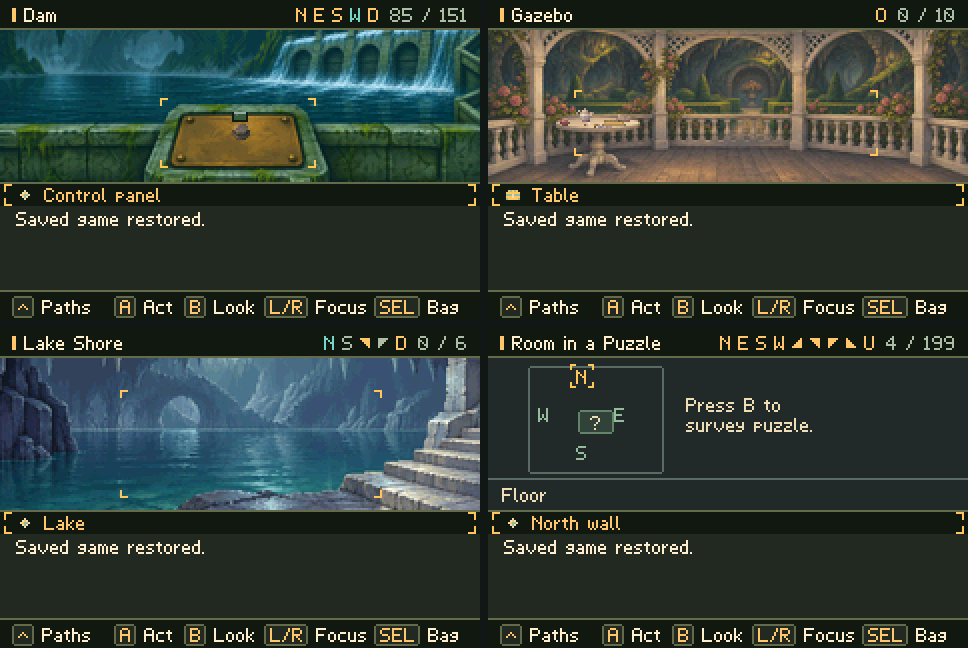 Dam N E S W D 85 / 151
Control panel
Saved game restored.
^ Paths A Act B Look L/R Focus SEL Bag
Gazebo O 0 / 10
Table
Saved game restored.
^ Paths A Act B Look L/R Focus SEL Bag
Lake Shore N S D 0 / 6
Lake
Saved game restored.
^ Paths A Act B Look L/R Focus SEL Bag
Room in a Puzzle N E S W U 4 / 199
N
W ? E
S
Press B to
survey puzzle.
Floor
North wall
Saved game restored.
^ Paths A Act B Look L/R Focus SEL Bag